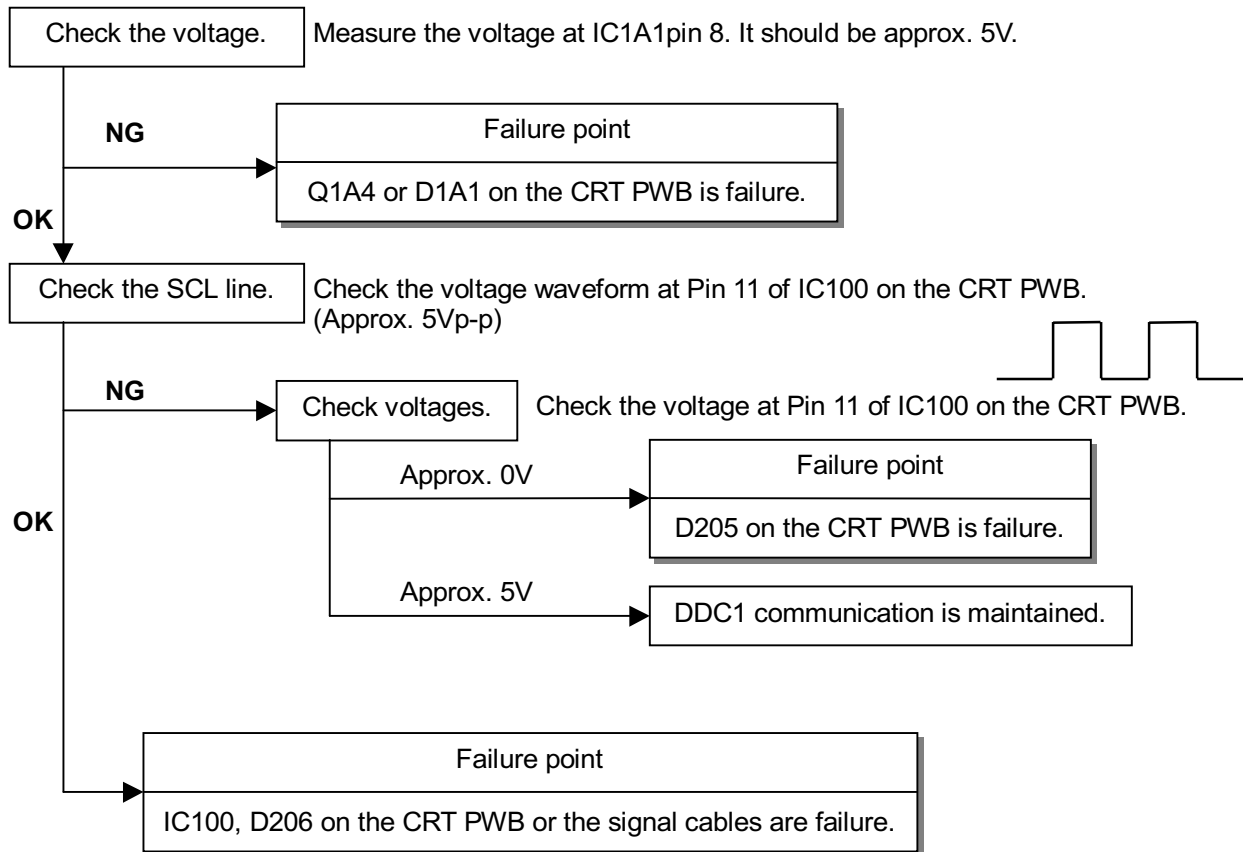 Check the voltage.
Measure the voltage at IC1A1pin 8. It should be approx. 5V.
NG
Failure point
Q1A4 or D1A1 on the CRT PWB is failure.
OK
Check the SCL line.
Check the voltage waveform at Pin 11 of IC100 on the CRT PWB.
(Approx. 5Vp-p)
NG
Check voltages.
Check the voltage at Pin 11 of IC100 on the CRT PWB.
Approx. 0V
Failure point
D205 on the CRT PWB is failure.
OK
Approx. 5V
DDC1 communication is maintained.
Failure point
IC100, D206 on the CRT PWB or the signal cables are failure.